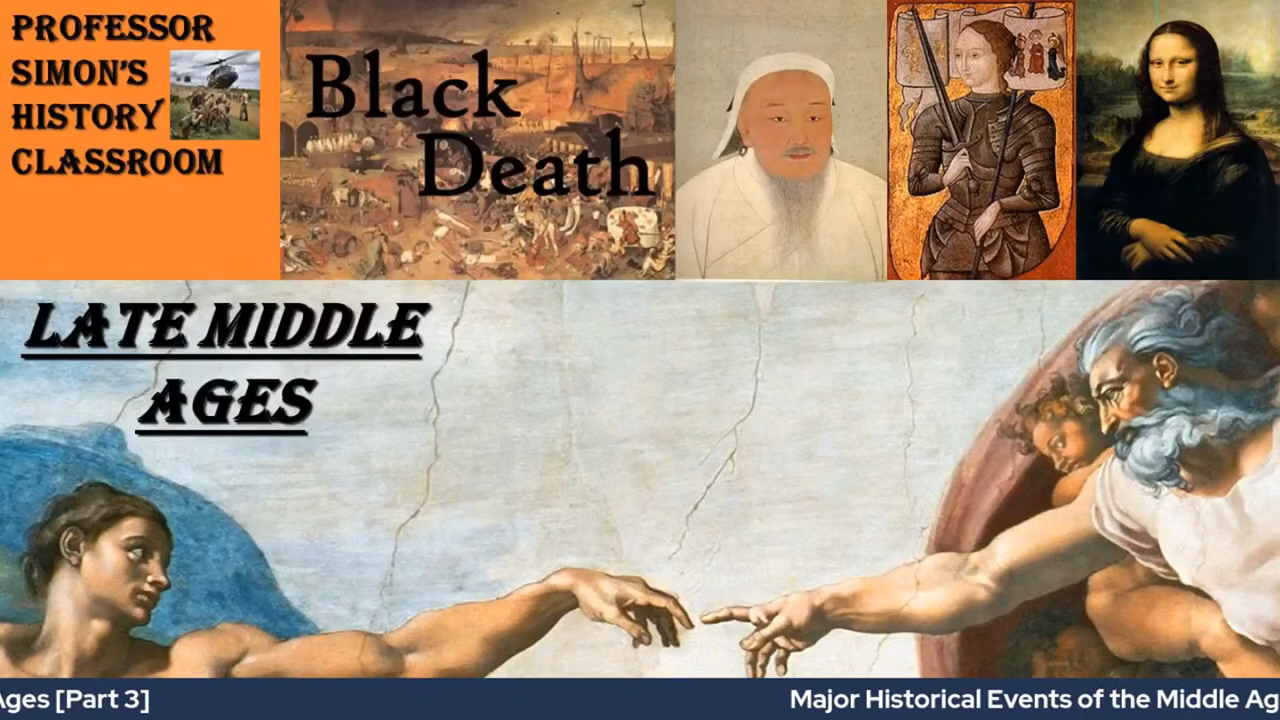 PROFESSOR
SIMON'S
HISTORY
CLASSROOM
Black
Death
LATE MIDDLE
AGES
Ages [Part 3]
Major Historical Events of the Middle Ag